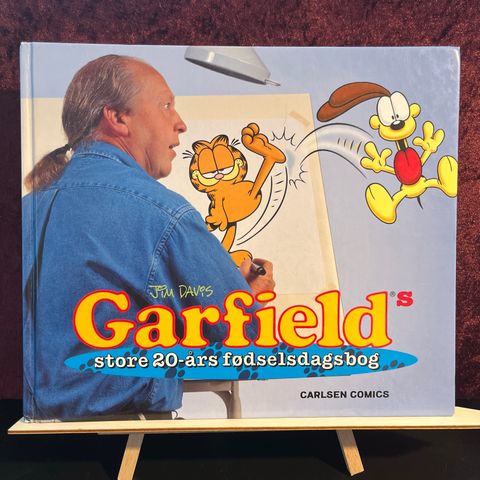 JIM DAVIS
Garfield®s
store 20-års fødselsdagsbog
CARLSEN COMICS